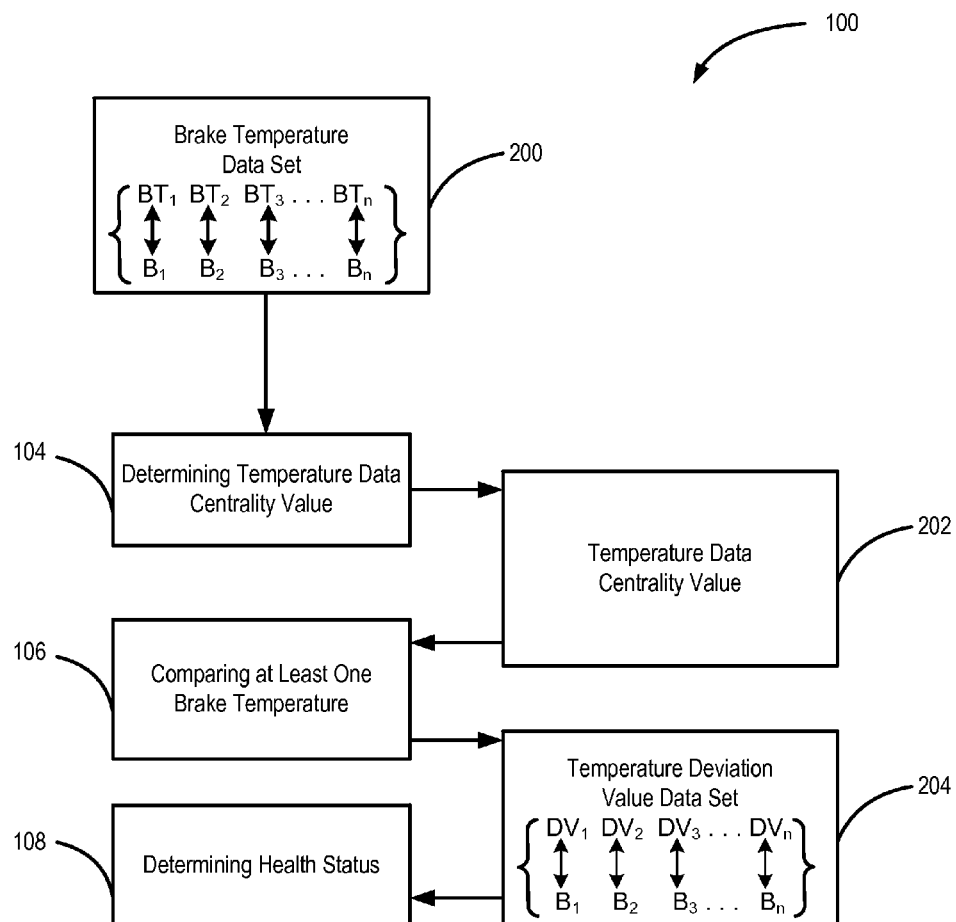 100
Brake Temperature
Data Set
200
BT₁ BT₂ BT₃ . . . BTₙ
B₁ B₂ B₃ . . . Bₙ
104
Determining Temperature Data
Centrality Value
202
Temperature Data
Centrality Value
106
Comparing at Least One
Brake Temperature
Temperature Deviation
Value Data Set
204
DV₁ DV₂ DV₃ . . . DVₙ
B₁ B₂ B₃ . . . Bₙ
108
Determining Health Status